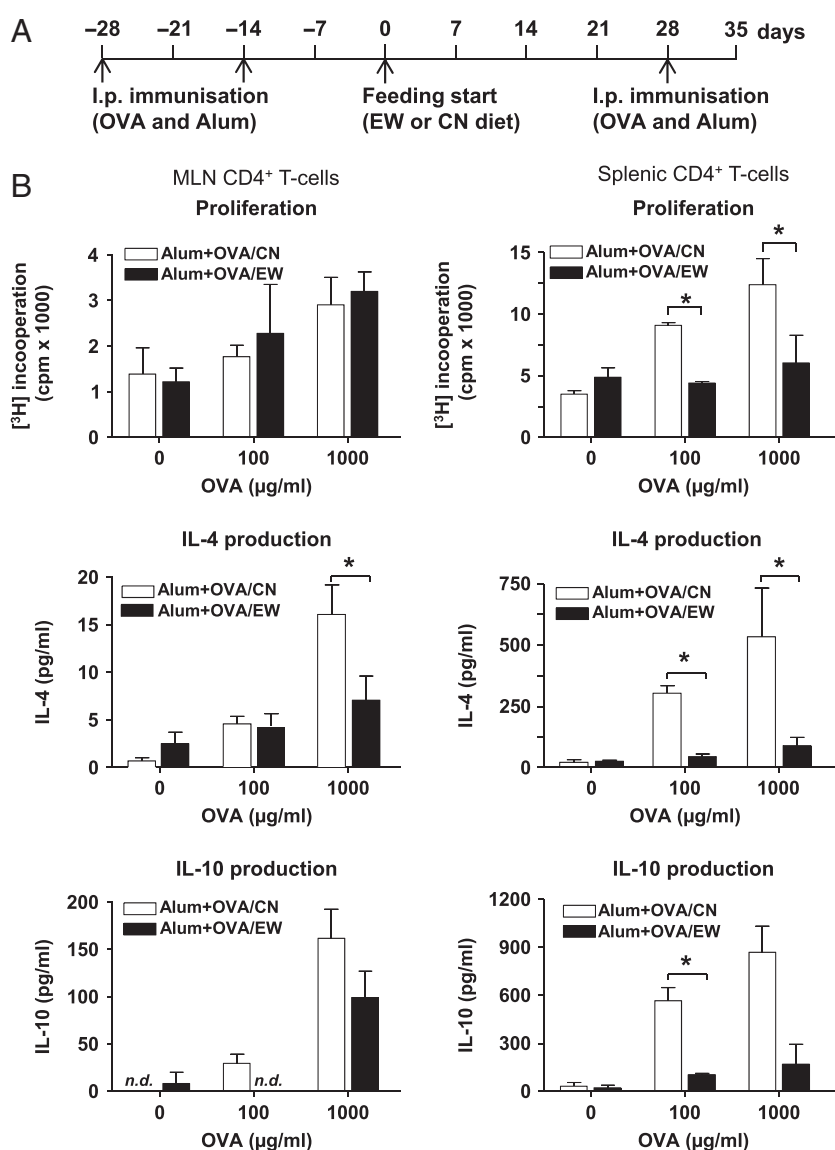 A
–28 –21 –14 –7 0 7 14 21 28 35 days
I.p. immunisation
(OVA and Alum)
Feeding start
(EW or CN diet)
I.p. immunisation
(OVA and Alum)
B
MLN CD4+ T-cells
Proliferation
[3H] incooperation
(cpm x 1000)
4
3
2
1
0
Alum+OVA/CN
Alum+OVA/EW
0 100 1000
OVA (µg/ml)
Splenic CD4+ T-cells
Proliferation
[3H] incooperation
(cpm x 1000)
15
10
5
0
Alum+OVA/CN
Alum+OVA/EW
*
*
0 100 1000
OVA (µg/ml)
IL-4 production
IL-4 (pg/ml)
20
15
10
5
0
Alum+OVA/CN
Alum+OVA/EW
*
0 100 1000
OVA (µg/ml)
IL-4 production
IL-4 (pg/ml)
750
500
250
0
Alum+OVA/CN
Alum+OVA/EW
*
*
0 100 1000
OVA (µg/ml)
IL-10 production
IL-10 (pg/ml)
200
150
100
50
0
Alum+OVA/CN
Alum+OVA/EW
n.d. n.d.
0 100 1000
OVA (µg/ml)
IL-10 production
IL-10 (pg/ml)
1200
900
600
300
0
Alum+OVA/CN
Alum+OVA/EW
*
0 100 1000
OVA (µg/ml)